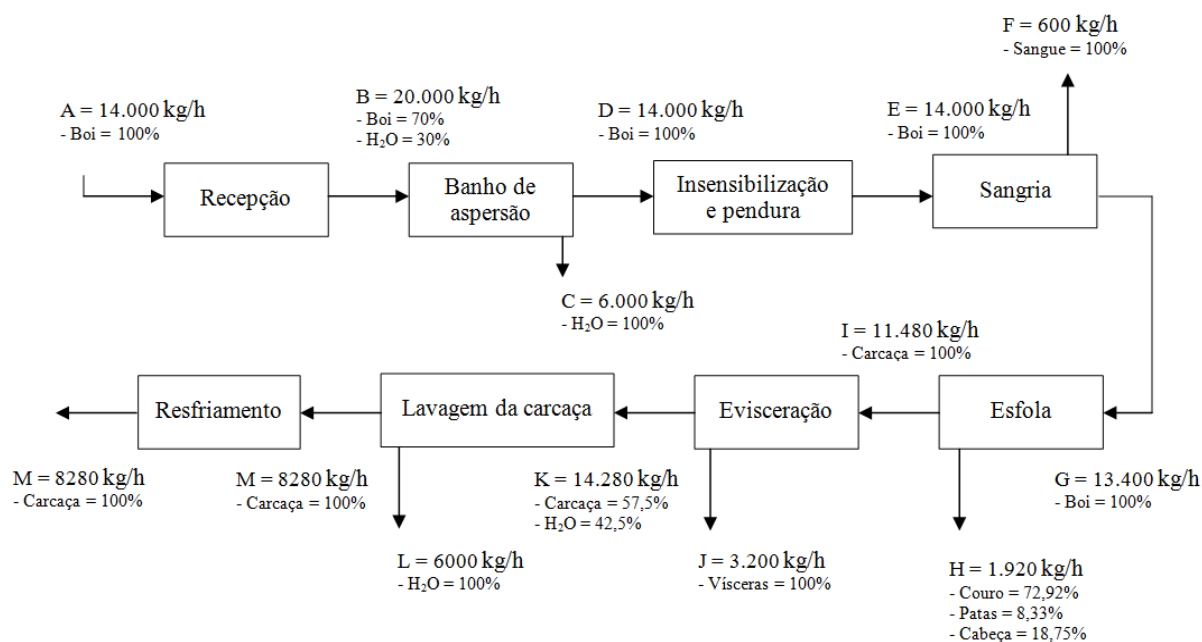 F = 600 kg/h
- Sangue = 100%
A = 14.000 kg/h
- Boi = 100%
B = 20.000 kg/h
- Boi = 70%
- H₂O = 30%
D = 14.000 kg/h
- Boi = 100%
E = 14.000 kg/h
- Boi = 100%
Recepção
Banho de
aspersão
Insensibilização
e pendura
Sangria
C = 6.000 kg/h
- H₂O = 100%
I = 11.480 kg/h
- Carcaça = 100%
Resfriamento
Lavagem da carcaça
Evisceração
Esfola
M = 8280 kg/h
- Carcaça = 100%
M = 8280 kg/h
- Carcaça = 100%
K = 14.280 kg/h
- Carcaça = 57,5%
- H₂O = 42,5%
G = 13.400 kg/h
- Boi = 100%
L = 6000 kg/h
- H₂O = 100%
J = 3.200 kg/h
- Vísceras = 100%
H = 1.920 kg/h
- Couro = 72,92%
- Patas = 8,33%
- Cabeça = 18,75%